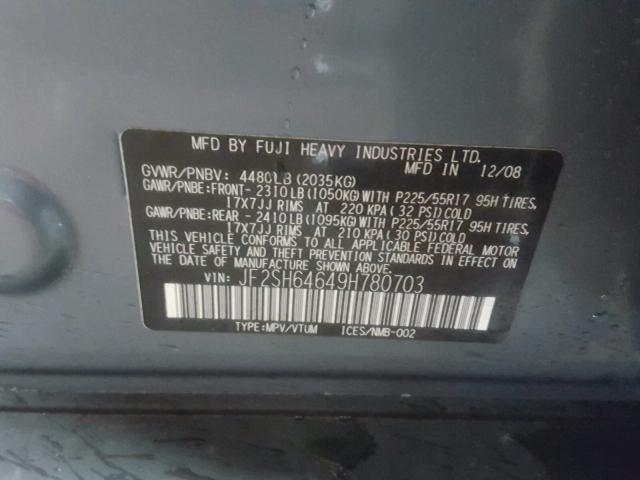 MFD BY FUJI HEAVY INDUSTRIES LTD.
MFD IN 12/08
GVWR/PNBV: 4480LB (2035KG)
GAWR/PNBE:FRONT- 2310LB(1050KG)WITH P225/55R17 95H TIRES,
17X7JJ RIMS AT 220 KPA(32 PSI)COLD
GAWR/PNBE:REAR -2410LB(1095KG)WITH P225/55R17 95H TIRES,
17X7JJ RIMS AT 210 KPA(30 PSI)COLD
THIS VEHICLE CONFORMS TO ALL APPLICABLE FEDERAL MOTOR
VEHICLE SAFETY AND THEFT PREVENTION STANDARDS IN EFFECT ON
THE DATE OF MANUFACTURE SHOWN ABOVE.
VIN: JF2SH64649H780703
TYPE:MPV/VTUM ICES/NMB-002